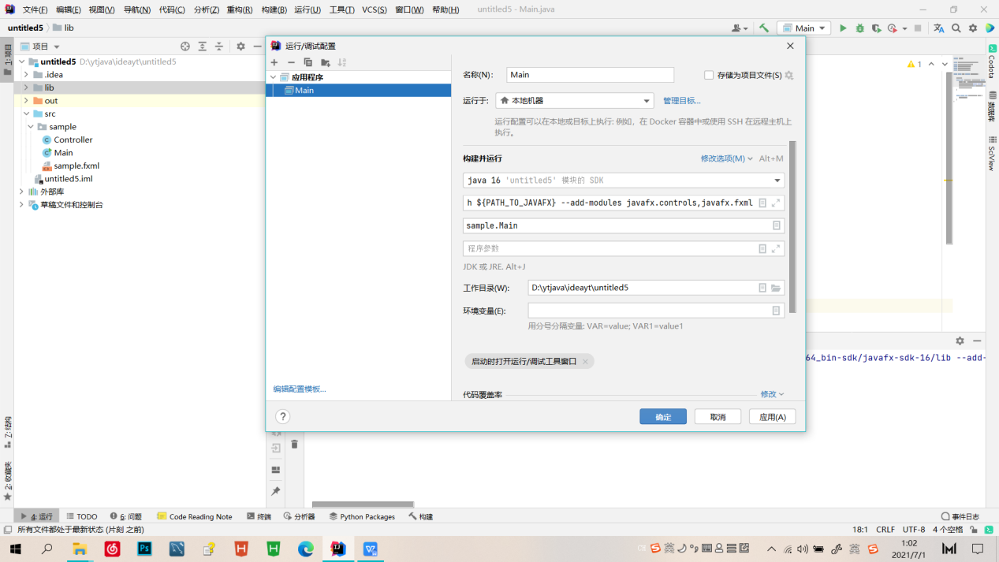 文件(F) 编辑(E) 视图(V) 导航(N) 代码(C) 分析(Z) 重构(R) 构建(B) 运行(U) 工具(T) VCS(S) 窗口(W) 帮助(H) untitled5 - Main.java
untitled5 lib Main
1: 项目
项目
untitled5 D:\ytjava\ideayt\untitled5
.idea
lib
out
src
sample
Controller
Main
sample.fxml
untitled5.iml
外部库
草稿文件和控制台
运行/调试配置
应用程序
Main
编辑配置模板...
名称(N): Main 存储为项目文件(S)
运行于: 本地机器 管理目标...
运行配置可以在本地或目标上执行: 例如，在 Docker 容器中或使用 SSH 在远程主机上
执行。
构建并运行 修改选项(M) Alt+M
java 16 'untitled5' 模块的 SDK
h ${PATH_TO_JAVAFX} --add-modules javafx.controls,javafx.fxml
sample.Main
程序参数
JDK 或 JRE. Alt+J
工作目录(W): D:\ytjava\ideayt\untitled5
环境变量(E):
用分号分隔变量: VAR=value; VAR1=value1
启动时打开运行/调试工具窗口
代码覆盖率 修改
? 确定 取消 应用(A)
1
Codota
数据库
SciView
64_bin-sdk/javafx-sdk-16/lib --add-
Z: 结构
2: 收藏夹
4: 运行 TODO 6: 问题 Code Reading Note 终端 分析器 Python Packages 构建 事件日志
所有文件都处于最新状态 (片刻 之前) 18:1 CRLF UTF-8 4 个空格
Ps CN 英 英 1:02
2021/7/1